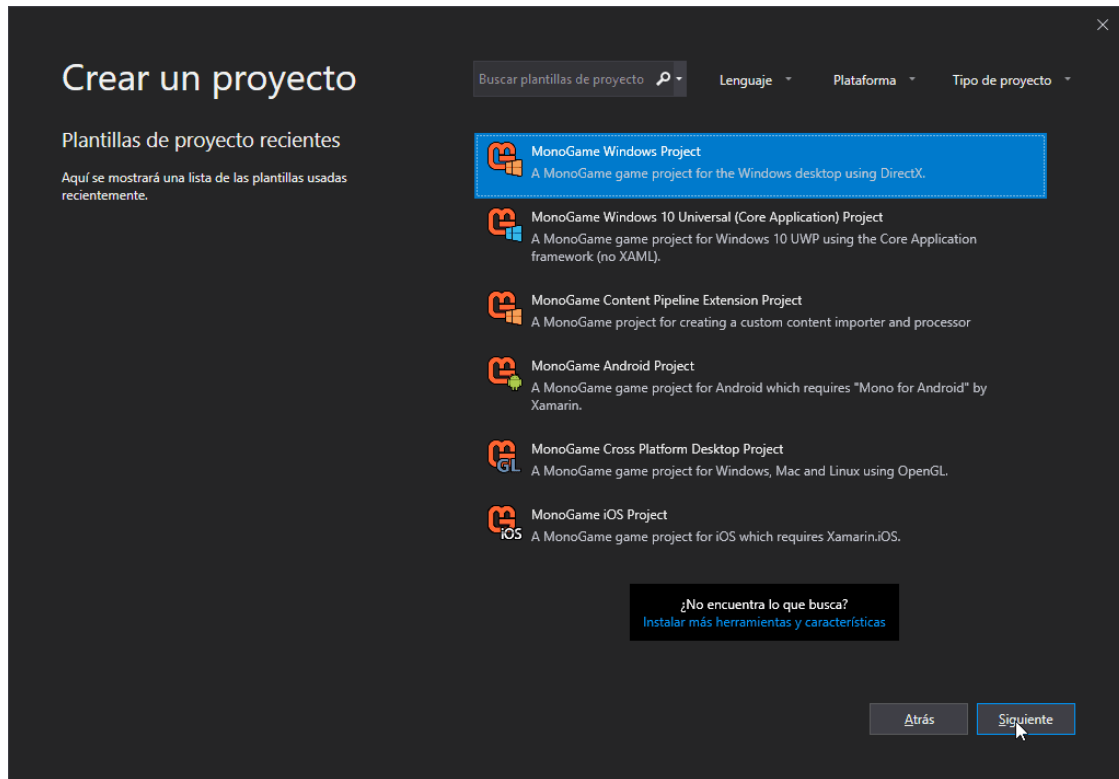 Crear un proyecto
Buscar plantillas de proyecto
Lenguaje
Plataforma
Tipo de proyecto
Plantillas de proyecto recientes
Aquí se mostrará una lista de las plantillas usadas
recientemente.
MonoGame Windows Project
A MonoGame game project for the Windows desktop using DirectX.
MonoGame Windows 10 Universal (Core Application) Project
A MonoGame game project for Windows 10 UWP using the Core Application
framework (no XAML).
MonoGame Content Pipeline Extension Project
A MonoGame project for creating a custom content importer and processor
MonoGame Android Project
A MonoGame game project for Android which requires "Mono for Android" by
Xamarin.
GL
MonoGame Cross Platform Desktop Project
A MonoGame game project for Windows, Mac and Linux using OpenGL.
iOS
MonoGame iOS Project
A MonoGame game project for iOS which requires Xamarin.iOS.
¿No encuentra lo que busca?
Instalar más herramientas y características
Atrás
Siguiente